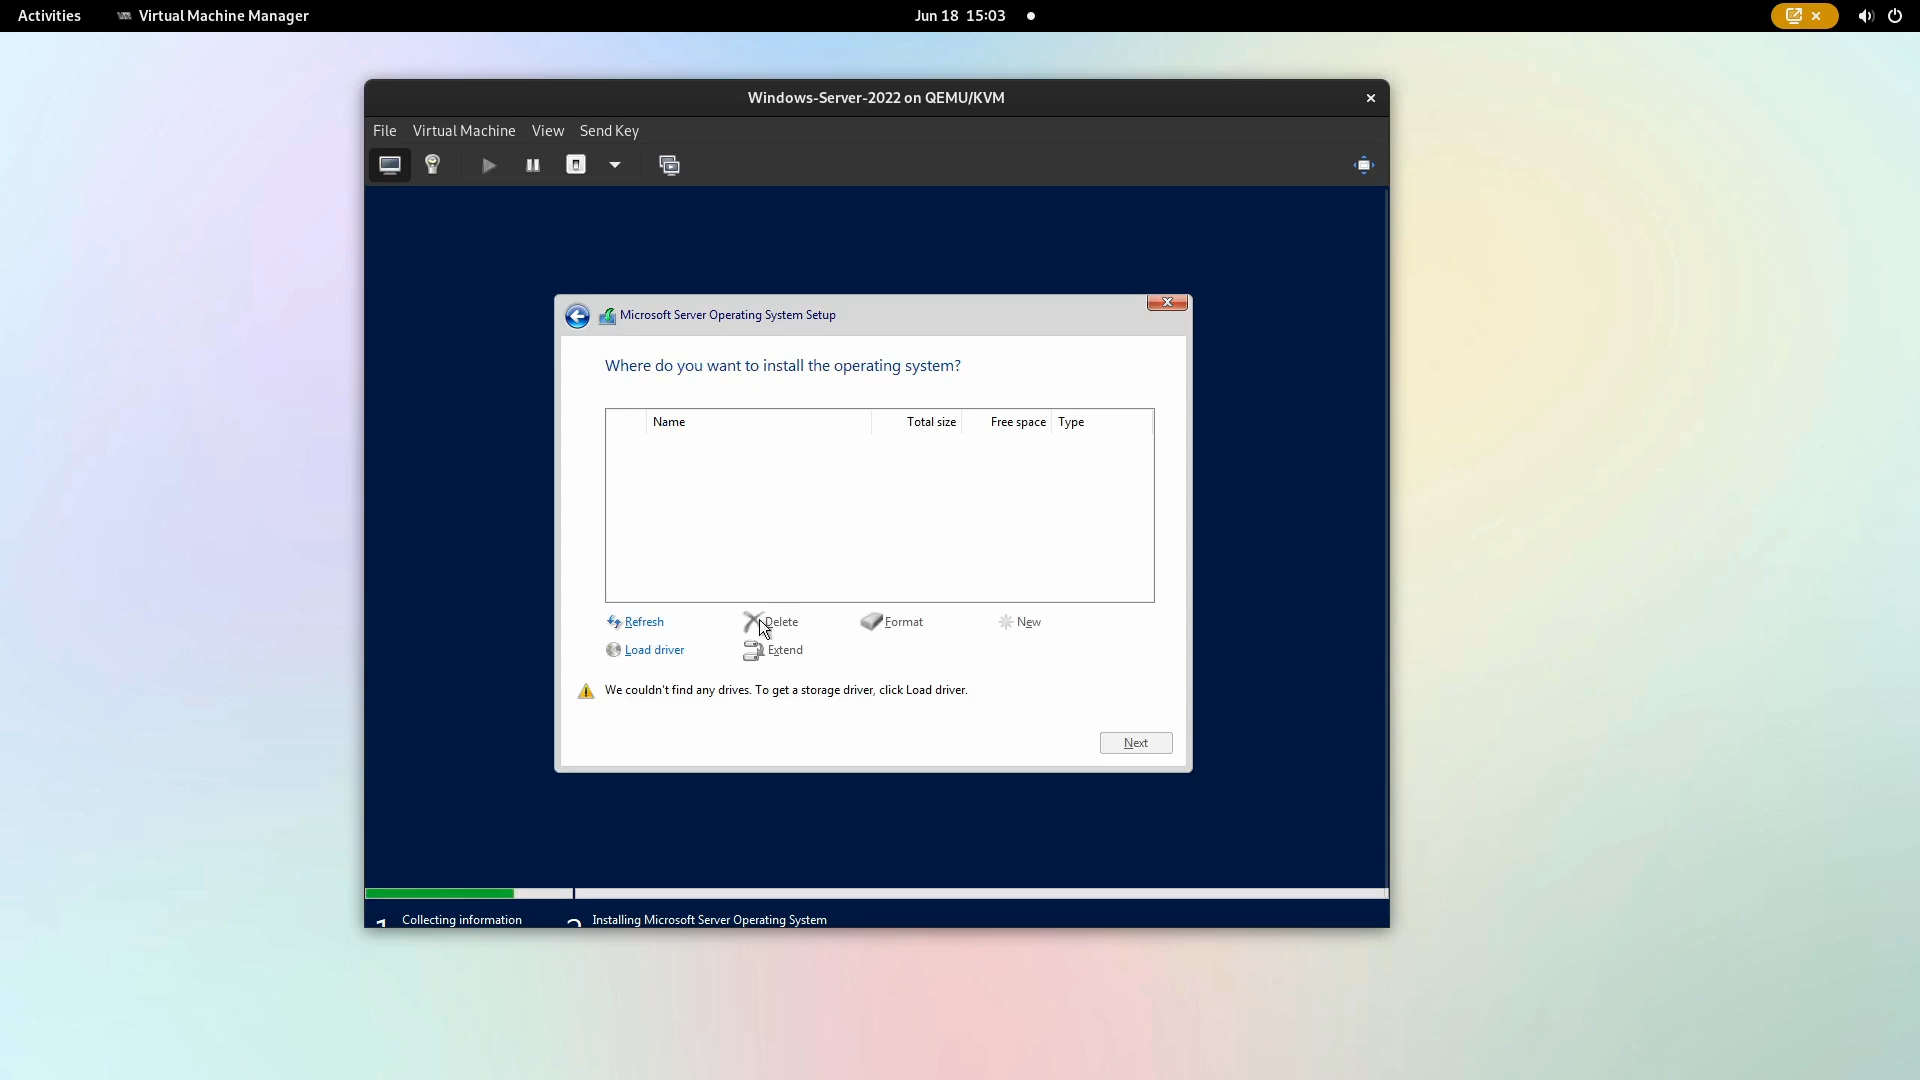 Activities Virtual Machine Manager Jun 18 15:03
Windows-Server-2022 on QEMU/KVM
File Virtual Machine View Send Key
Microsoft Server Operating System Setup
Where do you want to install the operating system?
Name Total size Free space Type
Refresh Delete Format New
Load driver Extend
We couldn't find any drives. To get a storage driver, click Load driver.
Next
Collecting information Installing Microsoft Server Operating System